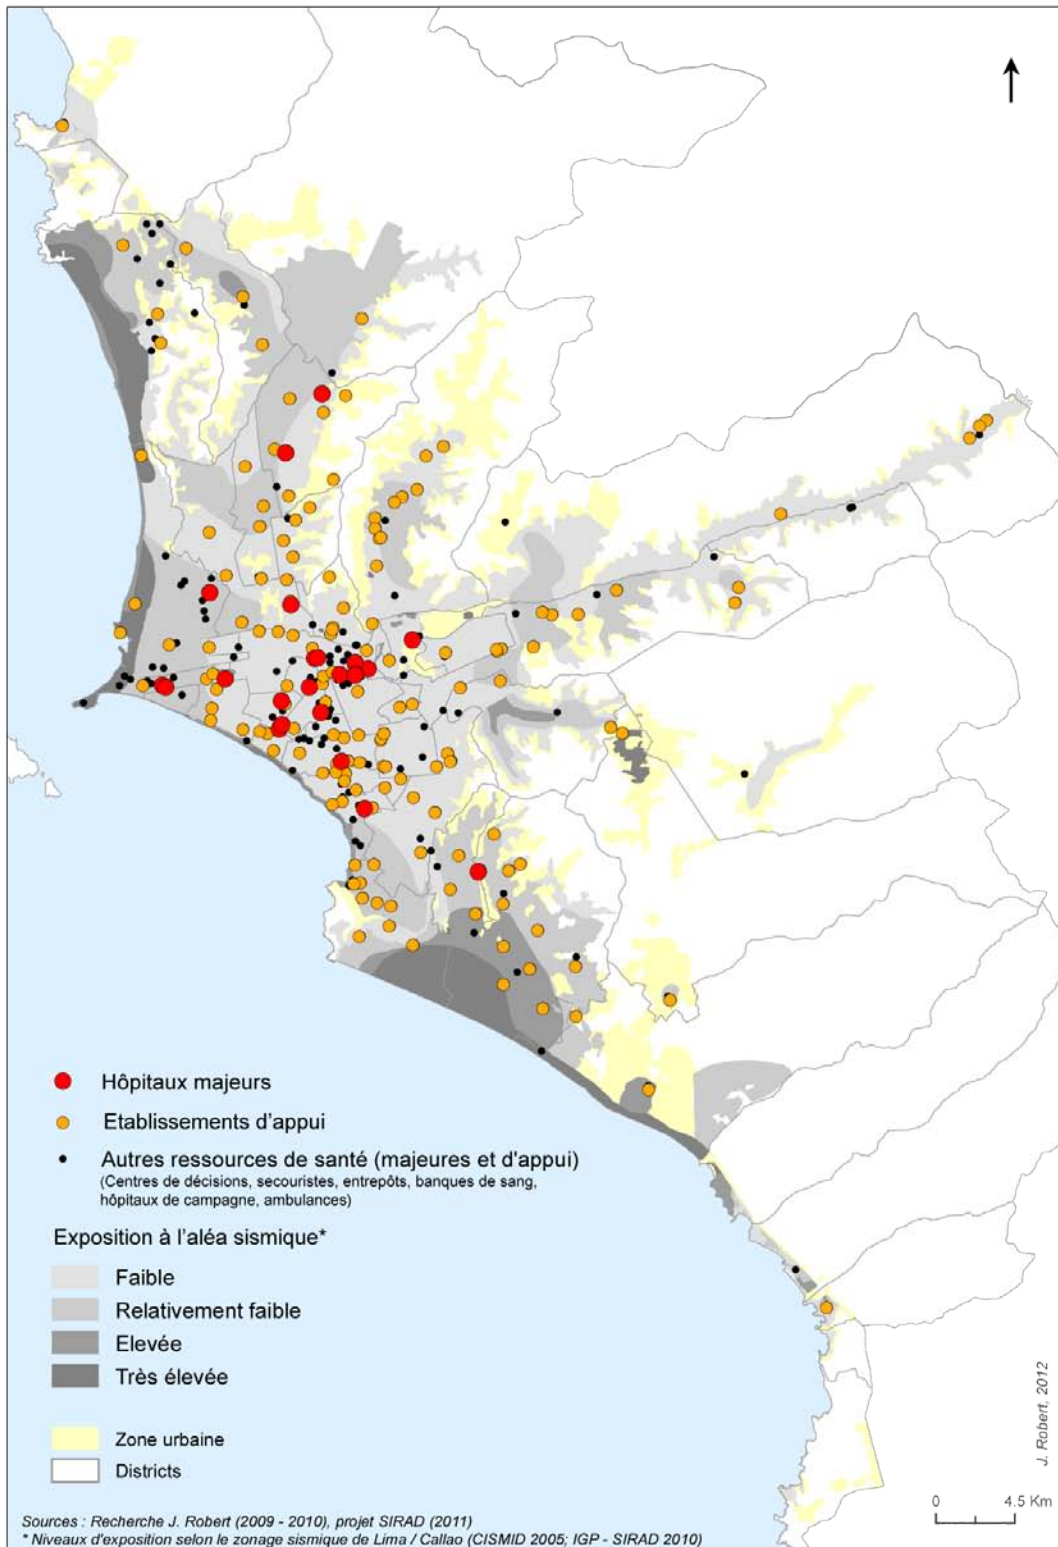 Hôpitaux majeurs
Etablissements d'appui
Autres ressources de santé (majeures et d'appui)
(Centres de décisions, secouristes, entrepôts, banques de sang,
hôpitaux de campagne, ambulances)
Exposition à l'aléa sismique*
Faible
Relativement faible
Elevée
Très élevée
Zone urbaine
Districts
J. Robert, 2012
0 4.5 Km
Sources : Recherche J. Robert (2009 - 2010), projet SIRAD (2011)
* Niveaux d'exposition selon le zonage sismique de Lima / Callao (CISMID 2005; IGP - SIRAD 2010)